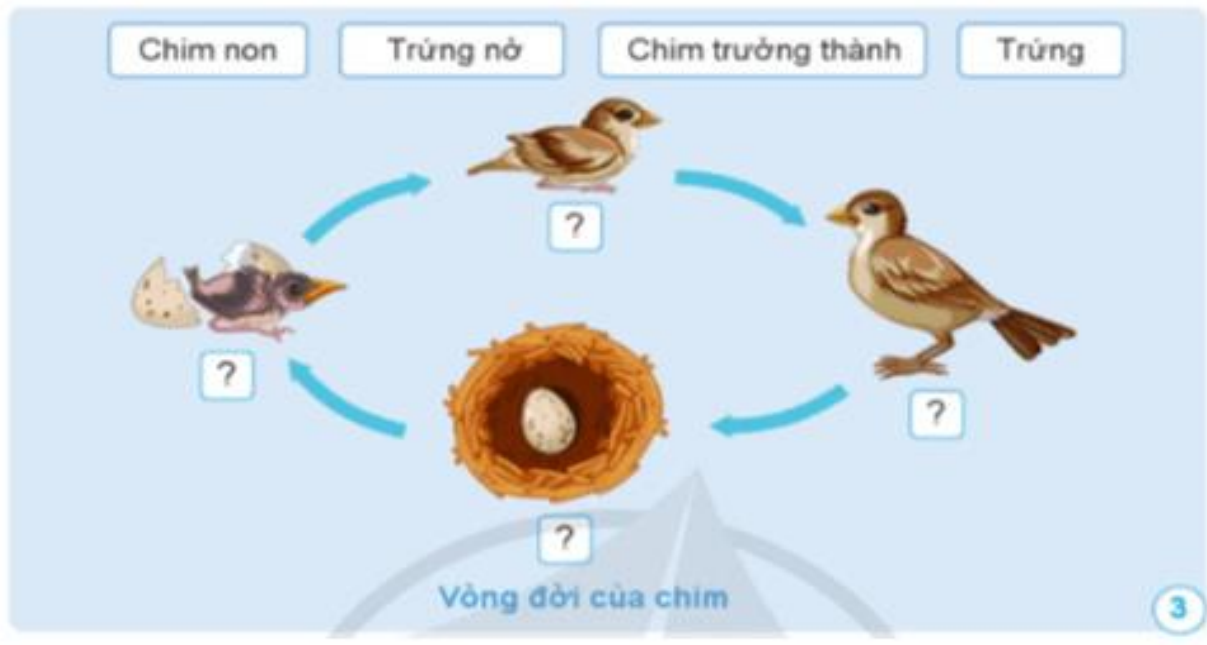 Chim non
Trứng nở
Chim trưởng thành
Trứng
?
?
?
?
Vòng đời của chim
3